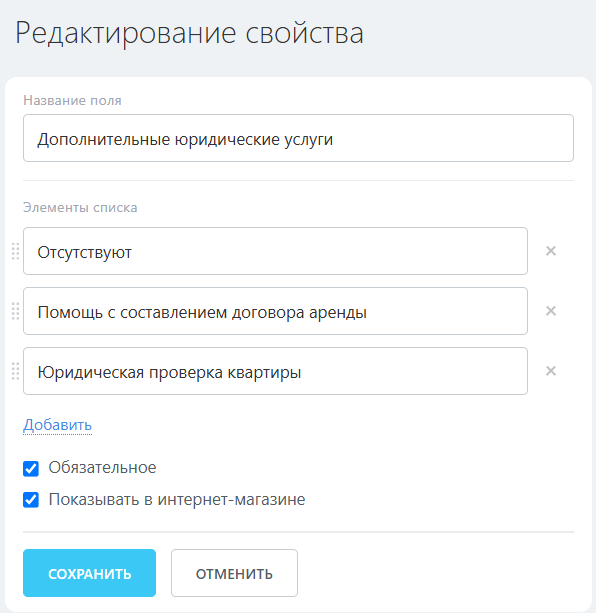 Редактирование свойства
Название поля
Дополнительные юридические услуги
Элементы списка
Отсутствуют
Помощь с составлением договора аренды
Юридическая проверка квартиры
Добавить
Обязательное
Показывать в интернет-магазине
СОХРАНИТЬ ОТМЕНИТЬ